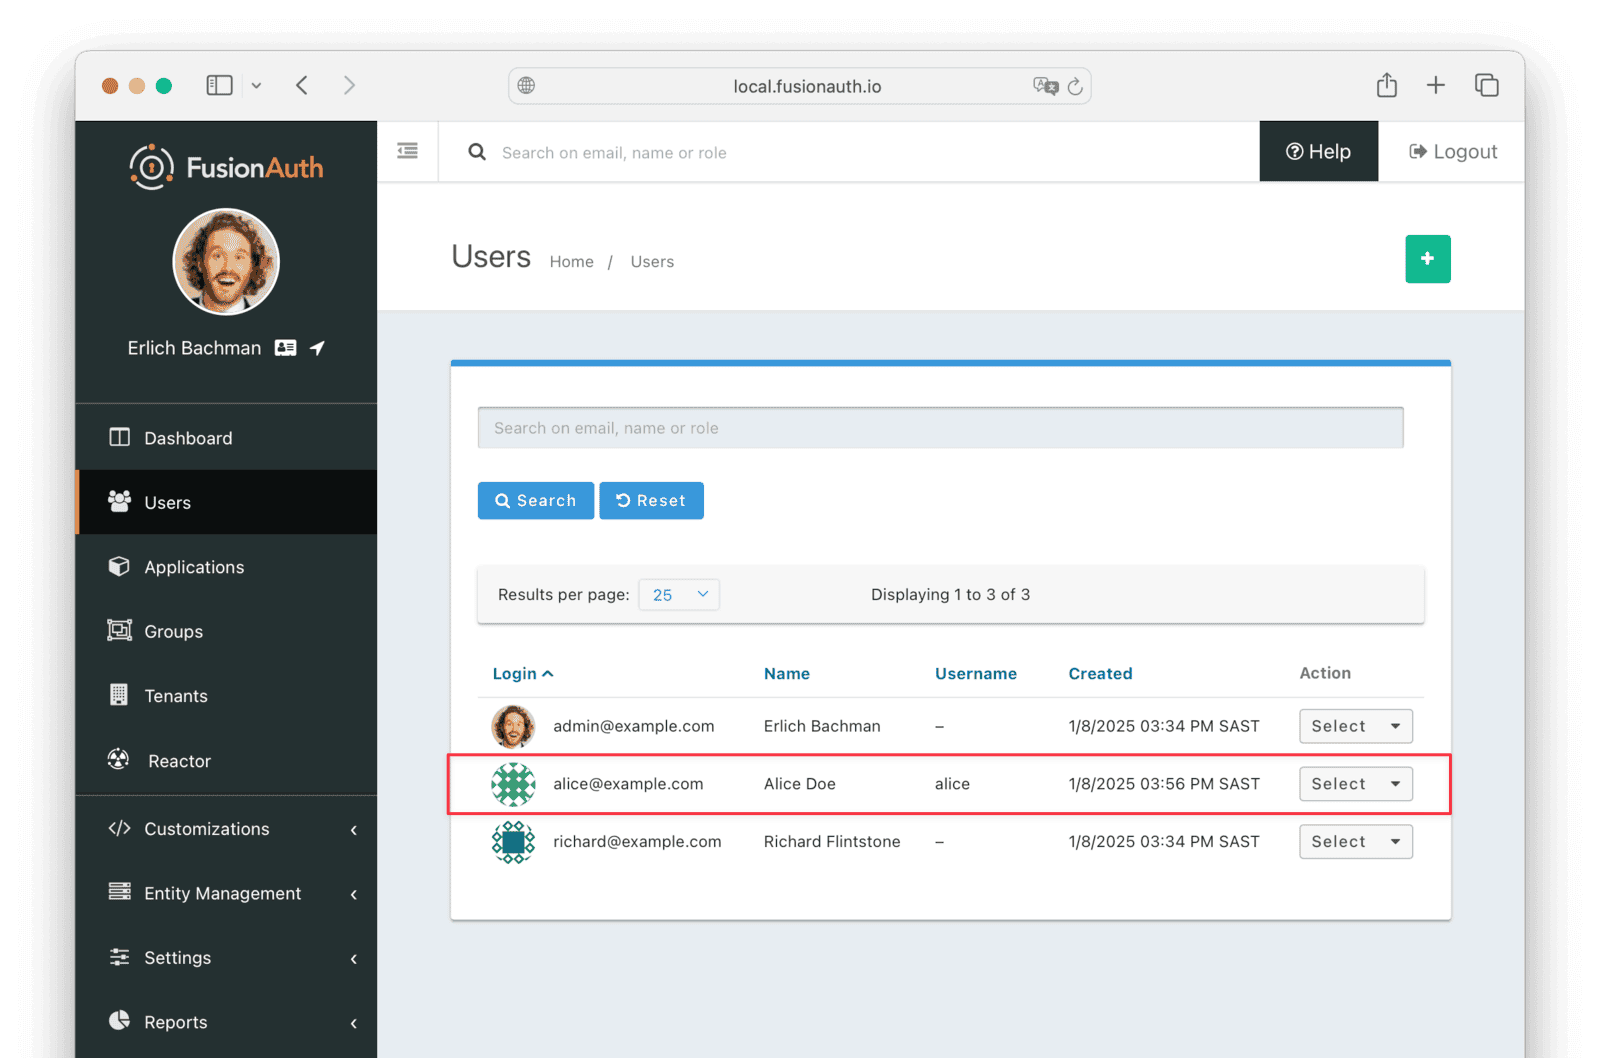 local.fusionauth.io
FusionAuth
Search on email, name or role
Help
Logout
Erlich Bachman
Users
Home / Users
+
Dashboard
Users
Applications
Groups
Tenants
Reactor
Customizations
Entity Management
Settings
Reports
Search on email, name or role
Search
Reset
Results per page: 25
Displaying 1 to 3 of 3
Login Name Username Created Action
admin@example.com Erlich Bachman – 1/8/2025 03:34 PM SAST Select
alice@example.com Alice Doe alice 1/8/2025 03:56 PM SAST Select
richard@example.com Richard Flintstone – 1/8/2025 03:34 PM SAST Select